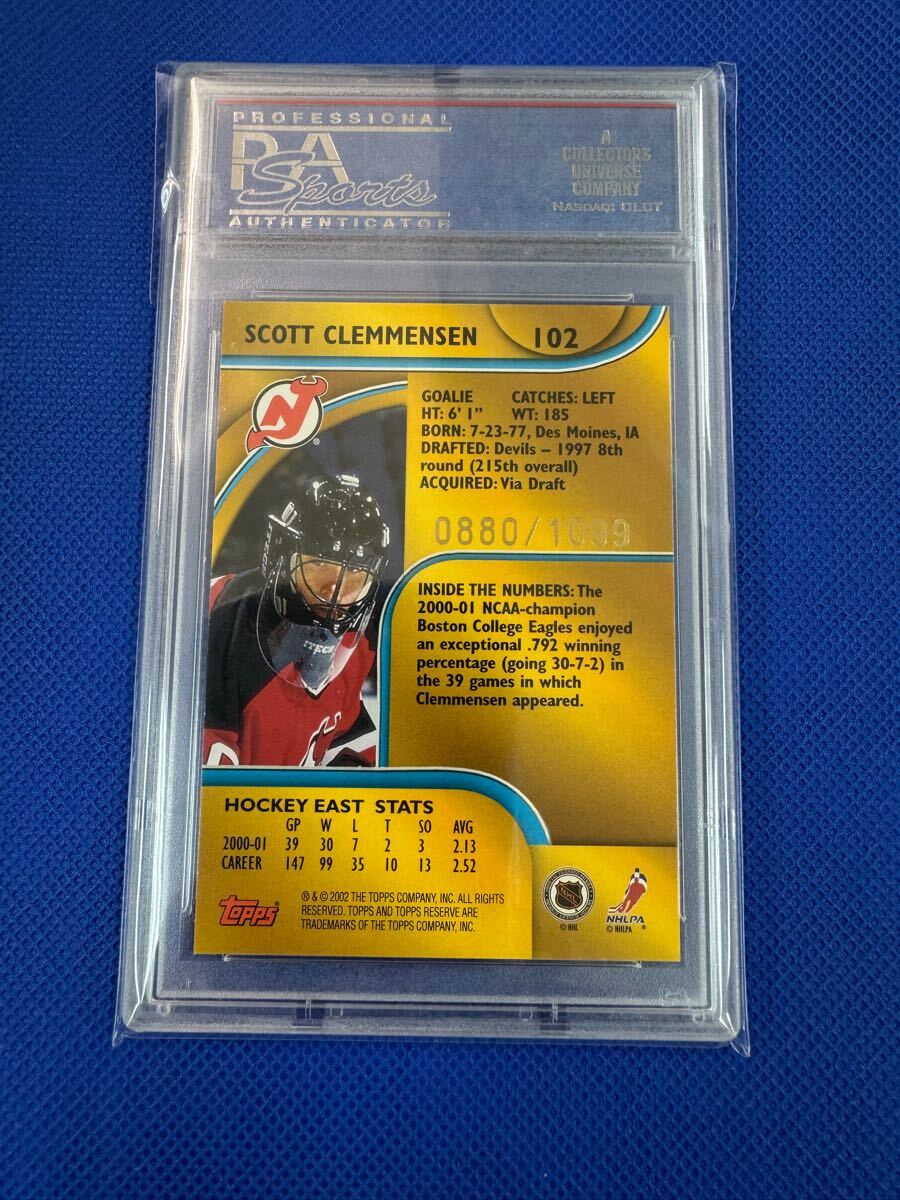 PROFESSIONAL
PSA
Sports
AUTHENTICATOR
A
COLLECTORS
UNIVERSE
COMPANY
NASDAQ: CLCT
SCOTT CLEMMENSEN
102
GOALIE CATCHES: LEFT
HT: 6' 1" WT: 185
BORN: 7-23-77, Des Moines, IA
DRAFTED: Devils – 1997 8th
round (215th overall)
ACQUIRED: Via Draft
0880/1099
INSIDE THE NUMBERS: The
2000-01 NCAA-champion
Boston College Eagles enjoyed
an exceptional .792 winning
percentage (going 30-7-2) in
the 39 games in which
Clemmensen appeared.
HOCKEY EAST STATS
GP W L T SO AVG
2000-01 39 30 7 2 3 2.13
CAREER 147 99 35 10 13 2.52
topps
® & © 2002 THE TOPPS COMPANY, INC. ALL RIGHTS
RESERVED. TOPPS AND TOPPS RESERVE ARE
TRADEMARKS OF THE TOPPS COMPANY, INC.
NHL
© NHL
NHLPA
© NHLPA